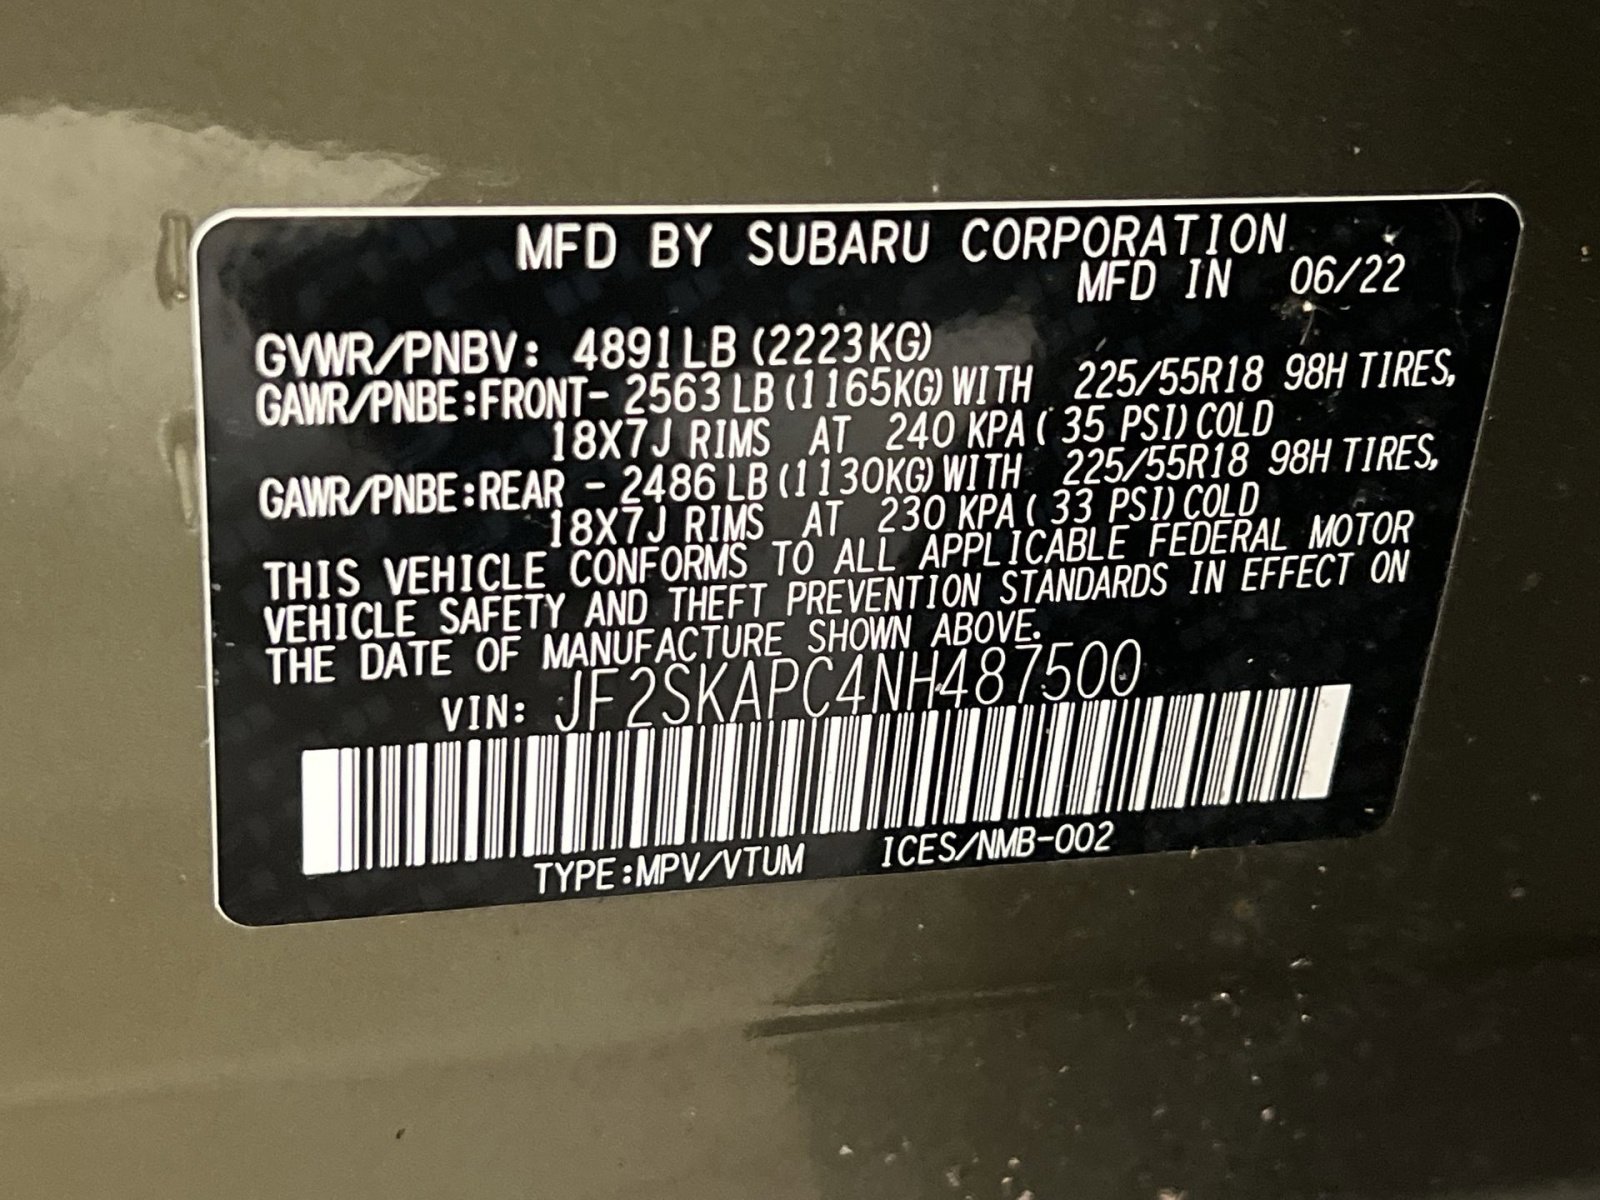 MFD BY SUBARU CORPORATION
MFD IN 06/22
GVWR/PNBV: 4891LB (2223KG)
GAWR/PNBE:FRONT- 2563 LB (1165KG) WITH 225/55R18 98H TIRES,
18X7J RIMS AT 240 KPA ( 35 PSI) COLD
GAWR/PNBE:REAR - 2486 LB (1130KG) WITH 225/55R18 98H TIRES,
18X7J RIMS AT 230 KPA ( 33 PSI) COLD
THIS VEHICLE CONFORMS TO ALL APPLICABLE FEDERAL MOTOR
VEHICLE SAFETY AND THEFT PREVENTION STANDARDS IN EFFECT ON
THE DATE OF MANUFACTURE SHOWN ABOVE.
VIN: JF2SKAPC4NH487500
TYPE:MPV/VTUM ICES/NMB-002